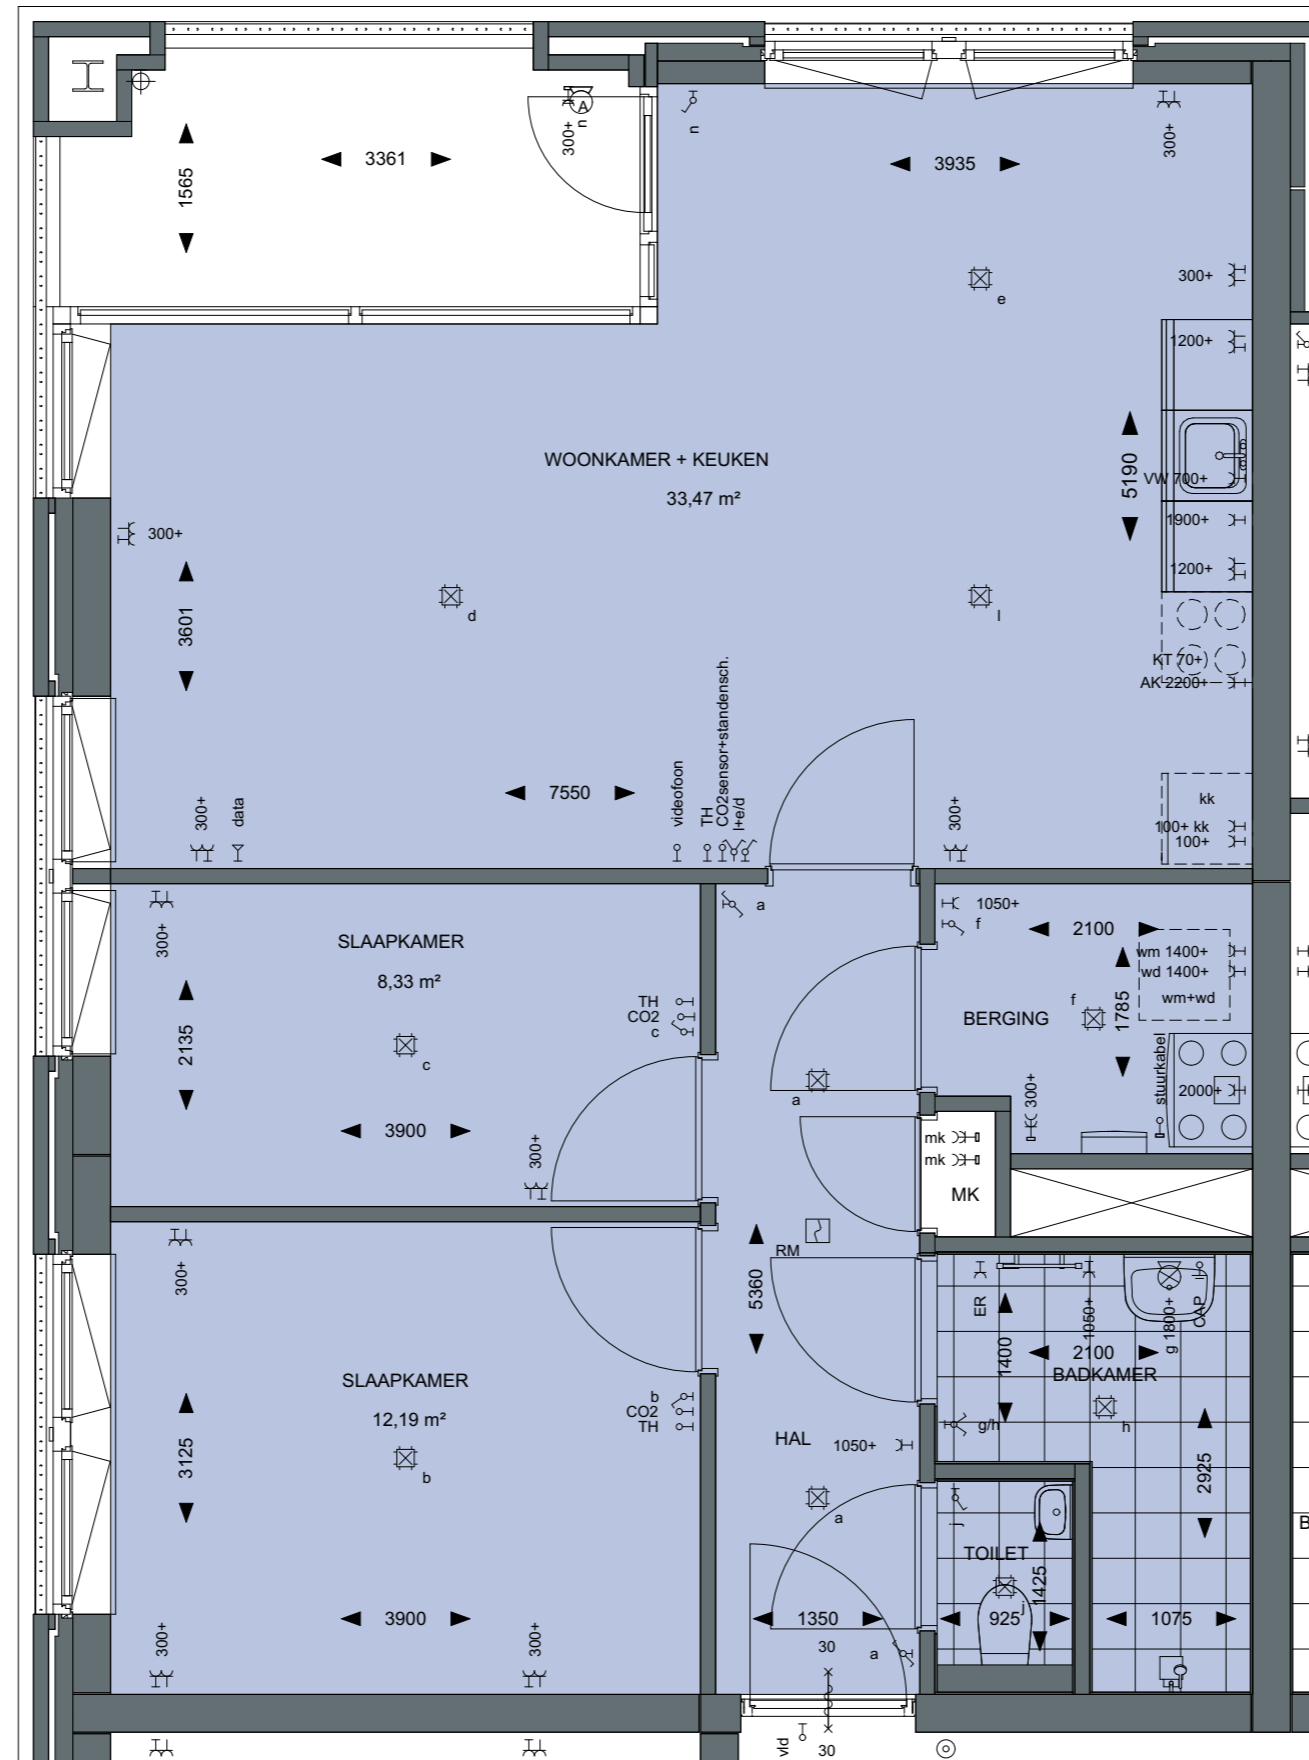 A
n
300+
n
300+
3361
3935
1565
300+
e
1200+
WOONKAMER + KEUKEN
33,47 m²
5190
VW 700+
1900+
300+
1200+
3601
d
l
KT 70+
AK 2200+
7550
kk
100+ kk
100+
300+
data
videofoon
TH
CO2sensor+standensch.
l+e/d
300+
a
1050+
f
2100
300+
SLAAPKAMER
8,33 m²
wm 1400+
wd 1400+
wm+wd
TH
CO2
c
BERGING
f
1785
2135
c
stuurkabel
2000+
a
300+
3900
300+
mk
mk
MK
300+
RM
5360
ER
1400
1050+
g 1800+
CAP
2100
BADKAMER
h
SLAAPKAMER
12,19 m²
b
CO2
TH
g/h
HAL
1050+
3125
b
2925
a
j
B
TOILET
j
1425
300+
3900
300+
1350
925
1075
30
a
vld
30